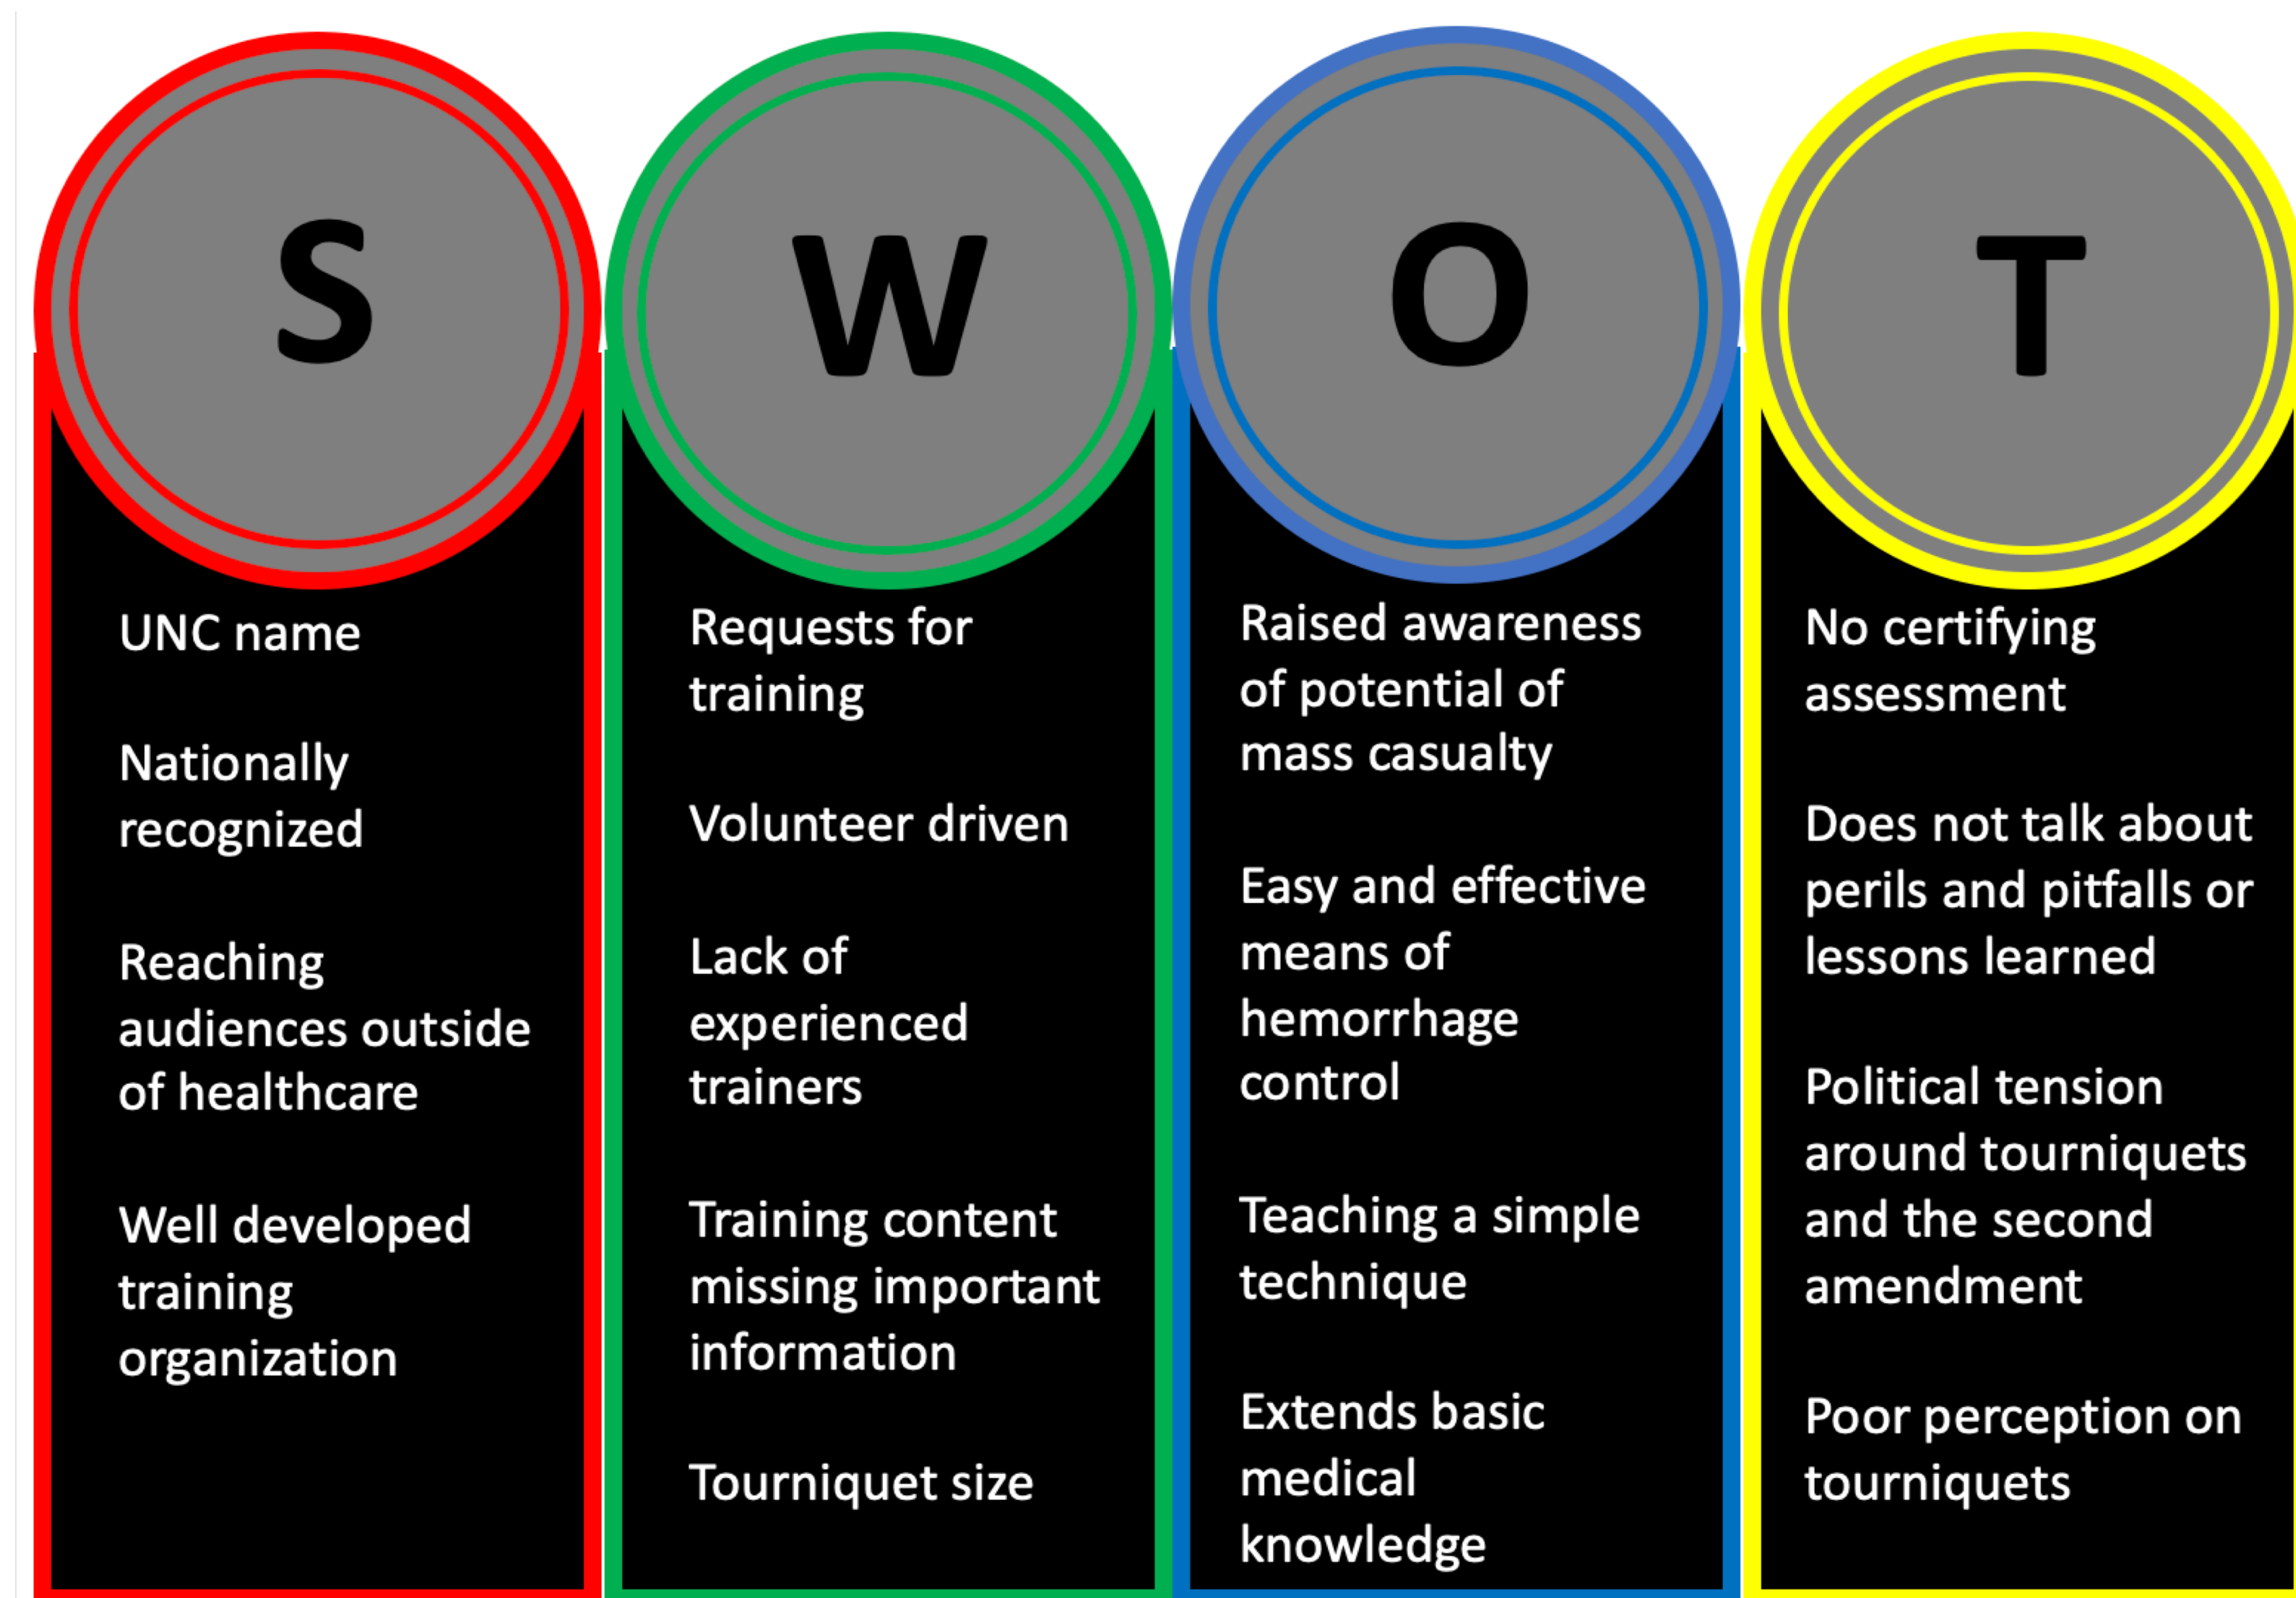 S
UNC name
Nationally
recognized
Reaching
audiences outside
of healthcare
Well developed
training
organization
W
Requests for
training
Volunteer driven
Lack of
experienced
trainers
Training content
missing important
information
Tourniquet size
O
Raised awareness
of potential of
mass casualty
Easy and effective
means of
hemorrhage
control
Teaching a simple
technique
Extends basic
medical
knowledge
T
No certifying
assessment
Does not talk about
perils and pitfalls or
lessons learned
Political tension
around tourniquets
and the second
amendment
Poor perception on
tourniquets